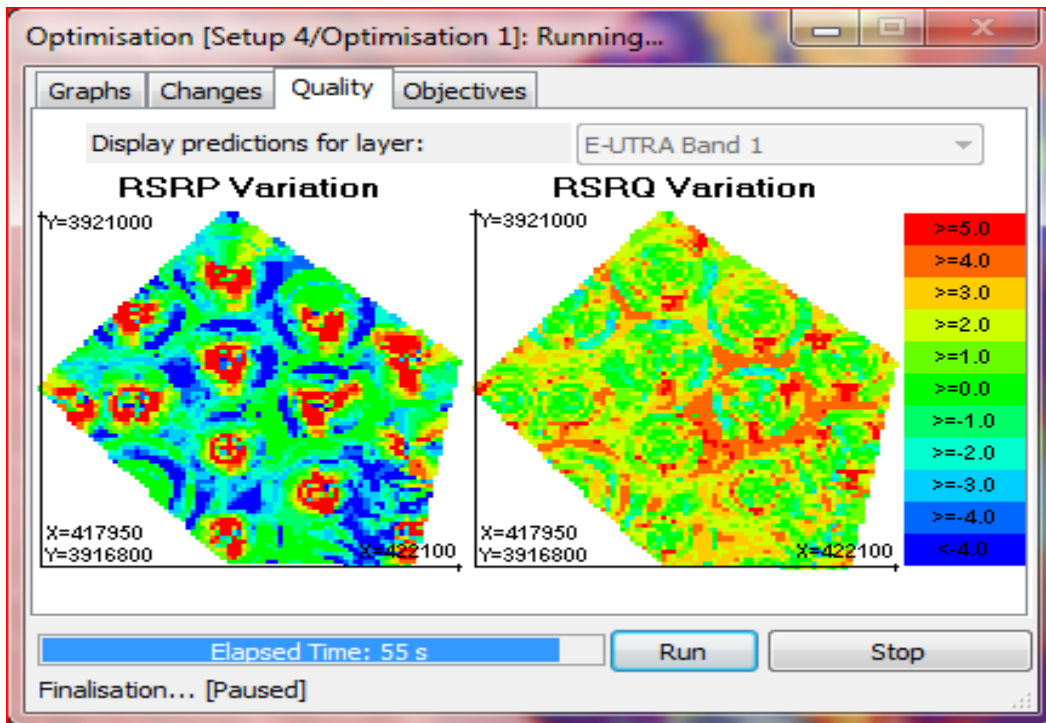 Optimisation [Setup 4/Optimisation 1]: Running...
Graphs Changes Quality Objectives
Display predictions for layer: E-UTRA Band 1
RSRP Variation RSRQ Variation
Y=3921000 Y=3921000
>=5.0
>=4.0
>=3.0
>=2.0
>=1.0
>=0.0
>=-1.0
>=-2.0
>=-3.0
>=-4.0
<-4.0
X=417950 X=417950
Y=3916800 X=422100 Y=3916800 X=422100
Elapsed Time: 55 s Run Stop
Finalisation... [Paused]